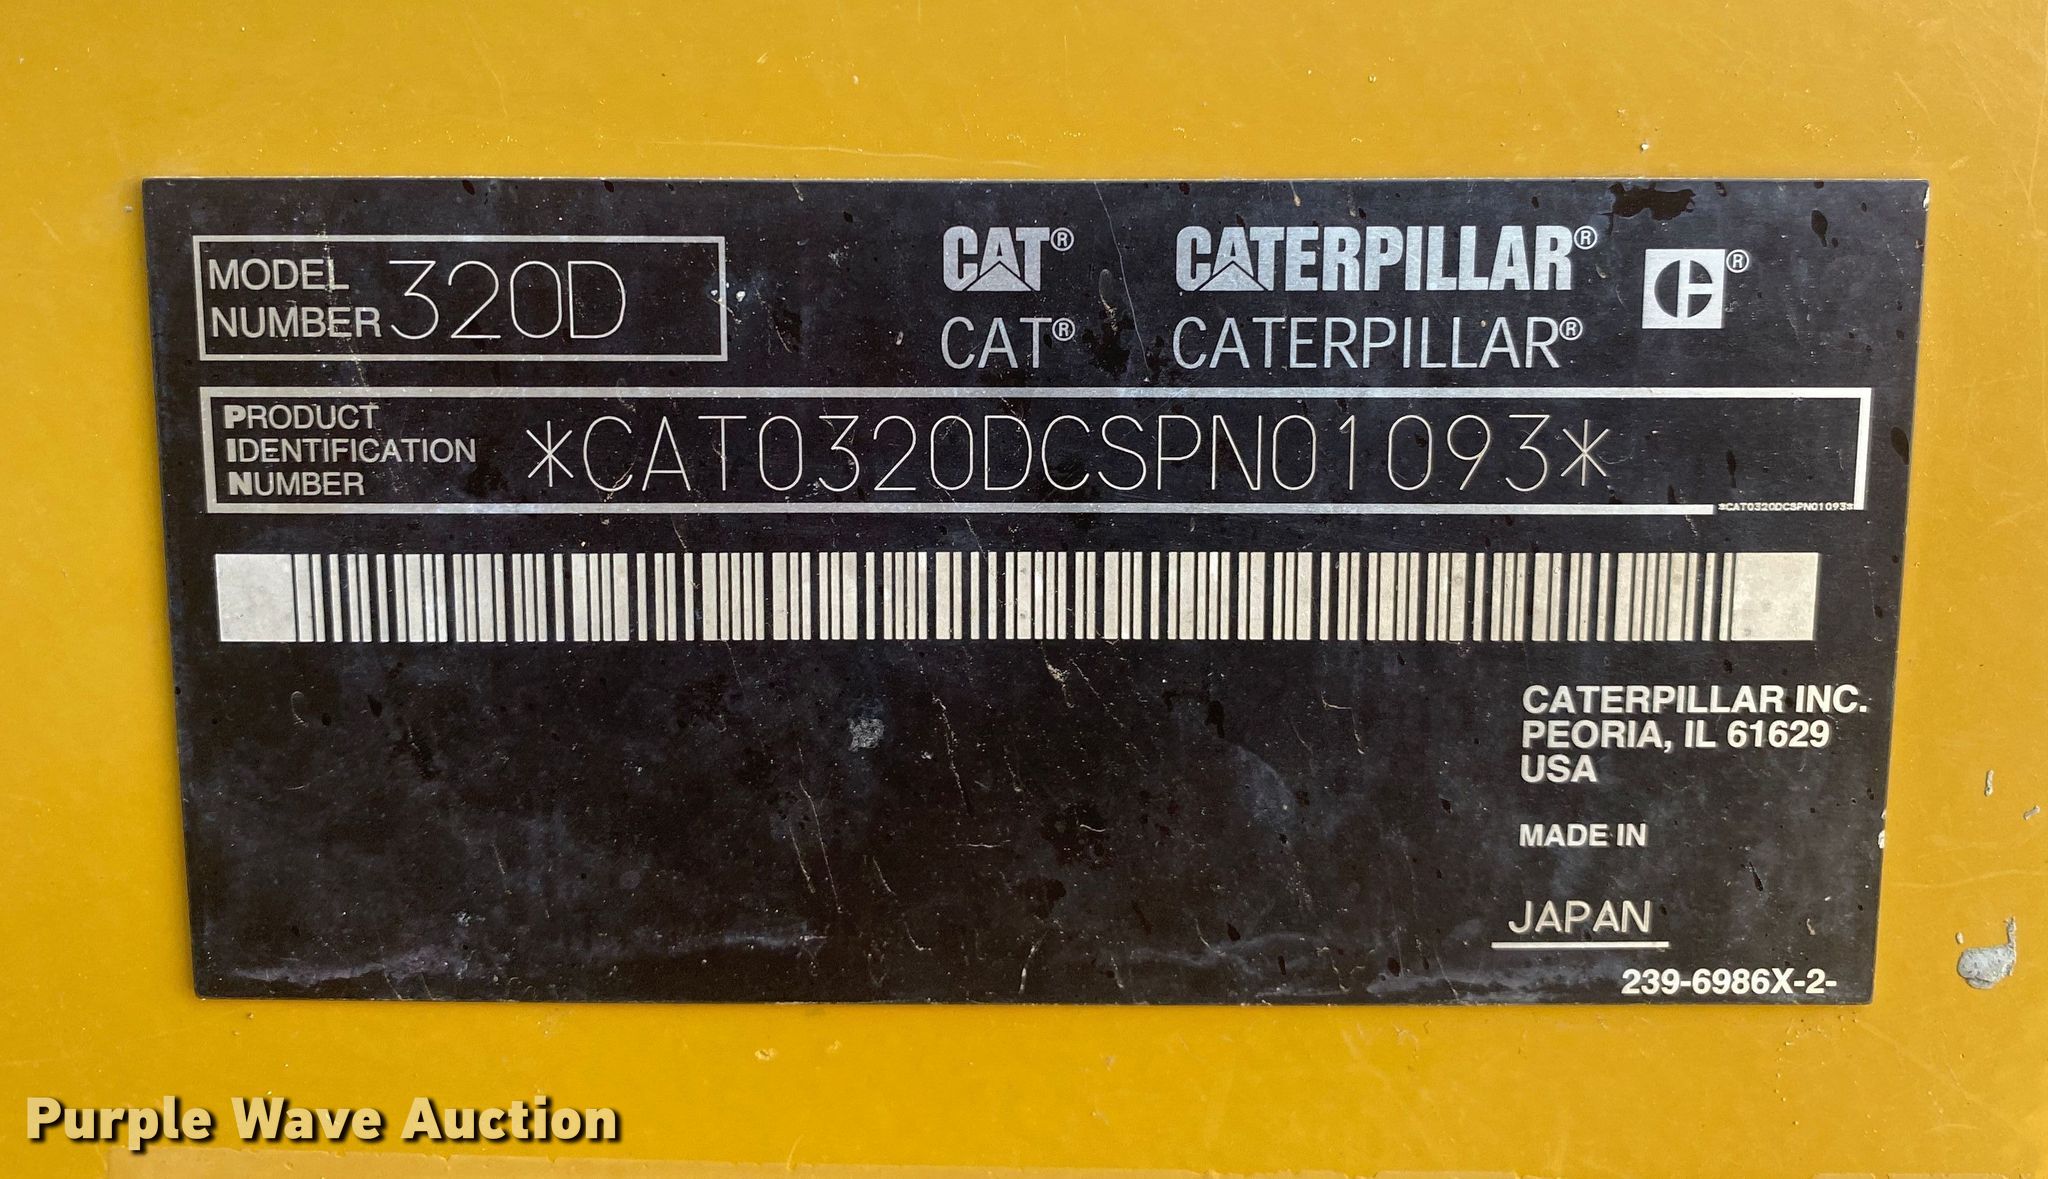 MODEL
NUMBER 320D
CAT® CATERPILLAR® ®
CAT® CATERPILLAR®
PRODUCT
IDENTIFICATION
NUMBER
*CAT0320DCSPN01093*
*CAT0320DCSPN01093*
CATERPILLAR INC.
PEORIA, IL 61629
USA
MADE IN
JAPAN
239-6986X-2-
Purple Wave Auction